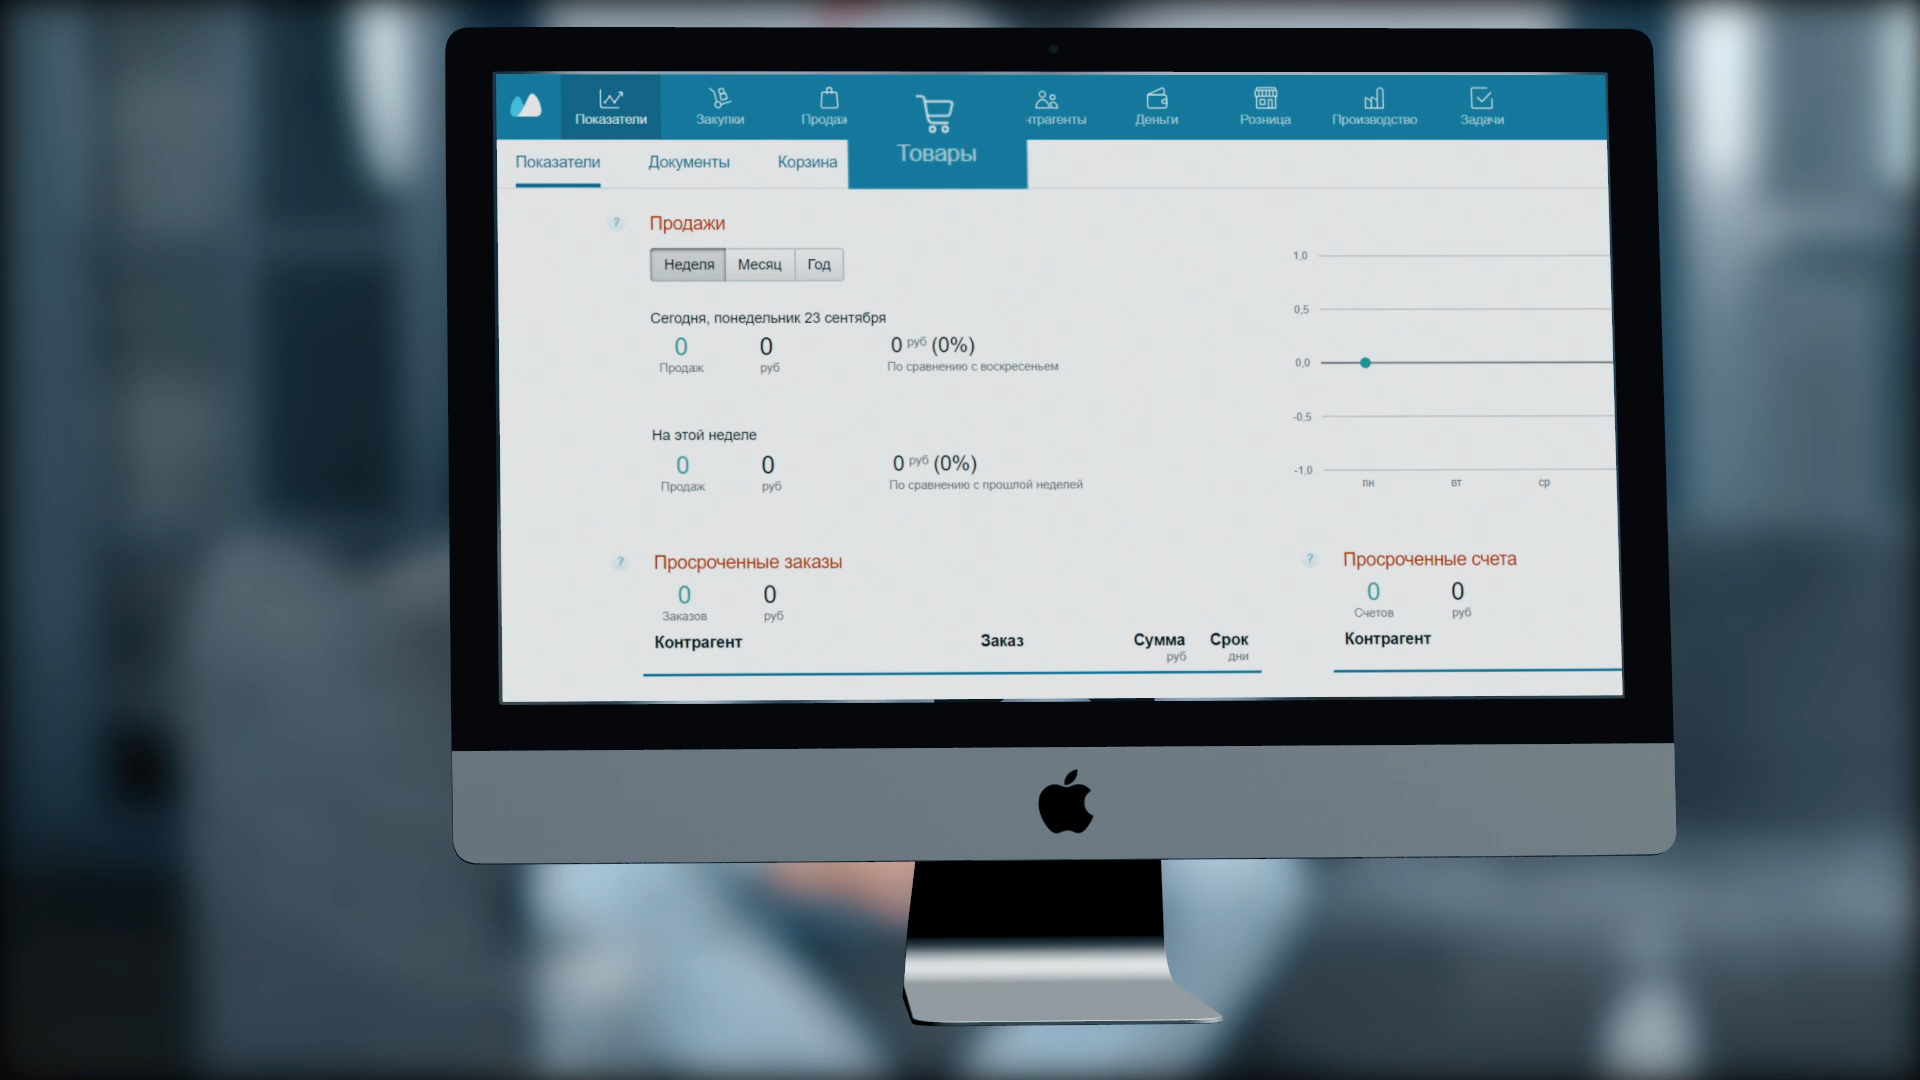 Показатели
Закупки
Продаж
Товары
нтрагенты
Деньги
Розница
Производство
Задачи
Показатели
Документы
Корзина
? Продажи
Неделя Месяц Год
Сегодня, понедельник 23 сентября
0 0 0 руб (0%)
Продаж руб По сравнению с воскресеньем
На этой неделе
0 0 0 руб (0%)
Продаж руб По сравнению с прошлой неделей
1,0
0,5
0,0
-0,5
-1,0
пн вт ср
? Просроченные заказы
0 0
Заказов руб
Контрагент Заказ Сумма Срок
руб дни
? Просроченные счета
0 0
Счетов руб
Контрагент